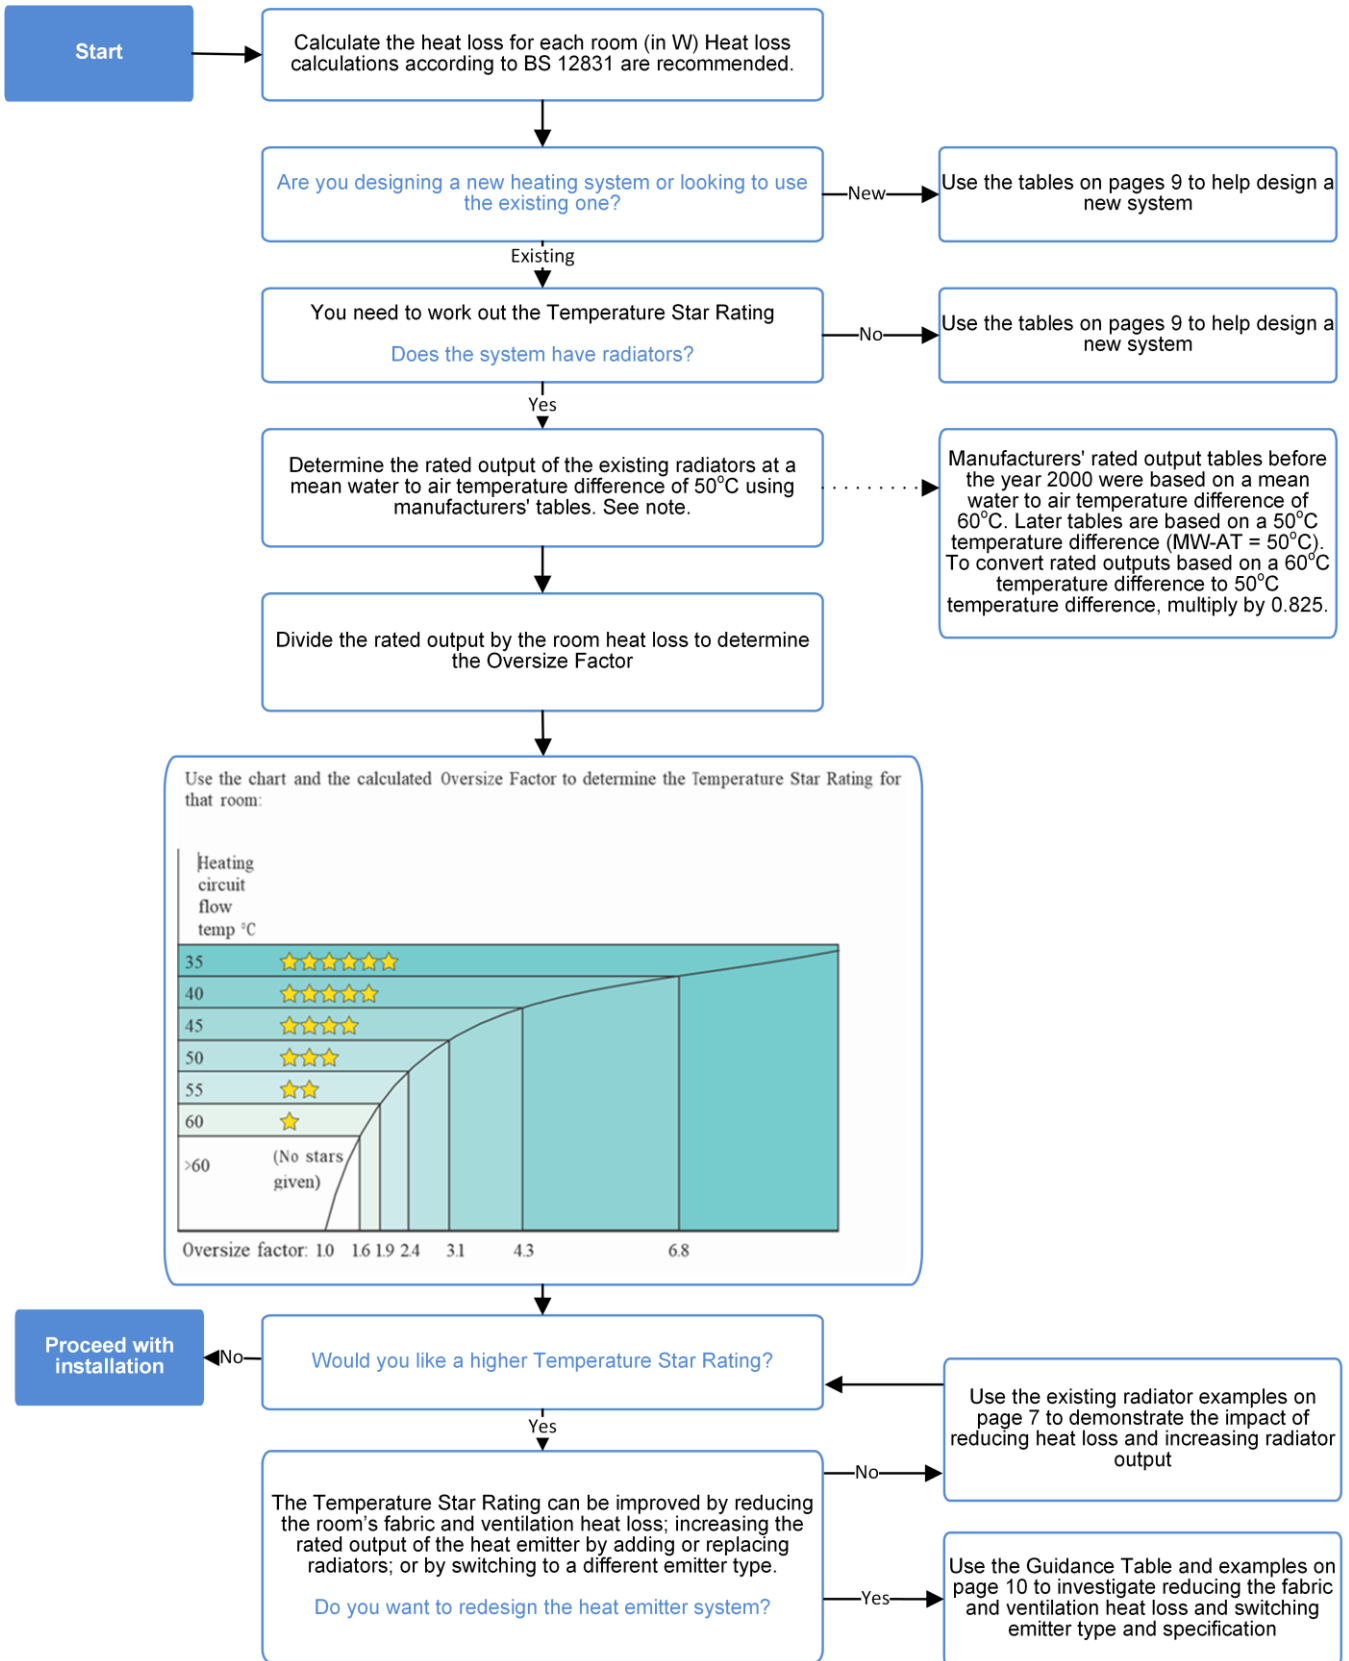 Start
Calculate the heat loss for each room (in W) Heat loss
calculations according to BS 12831 are recommended.
Are you designing a new heating system or looking to use
the existing one?
New
Use the tables on pages 9 to help design a
new system
Existing
You need to work out the Temperature Star Rating
Does the system have radiators?
No
Use the tables on pages 9 to help design a
new system
Yes
Determine the rated output of the existing radiators at a
mean water to air temperature difference of 50°C using
manufacturers' tables. See note.
Manufacturers' rated output tables before
the year 2000 were based on a mean
water to air temperature difference of
60°C. Later tables are based on a 50°C
temperature difference (MW-AT = 50°C).
To convert rated outputs based on a 60°C
temperature difference to 50°C
temperature difference, multiply by 0.825.
Divide the rated output by the room heat loss to determine
the Oversize Factor
Use the chart and the calculated Oversize Factor to determine the Temperature Star Rating for
that room:
Heating
circuit
flow
temp °C
35
40
45
50
55
60
>60 (No stars
given)
Oversize factor: 1.0 1.6 1.9 2.4 3.1 4.3 6.8
Would you like a higher Temperature Star Rating?
No
Proceed with
installation
Yes
Use the existing radiator examples on
page 7 to demonstrate the impact of
reducing heat loss and increasing radiator
output
The Temperature Star Rating can be improved by reducing
the room's fabric and ventilation heat loss; increasing the
rated output of the heat emitter by adding or replacing
radiators; or by switching to a different emitter type.
Do you want to redesign the heat emitter system?
No
Yes
Use the Guidance Table and examples on
page 10 to investigate reducing the fabric
and ventilation heat loss and switching
emitter type and specification